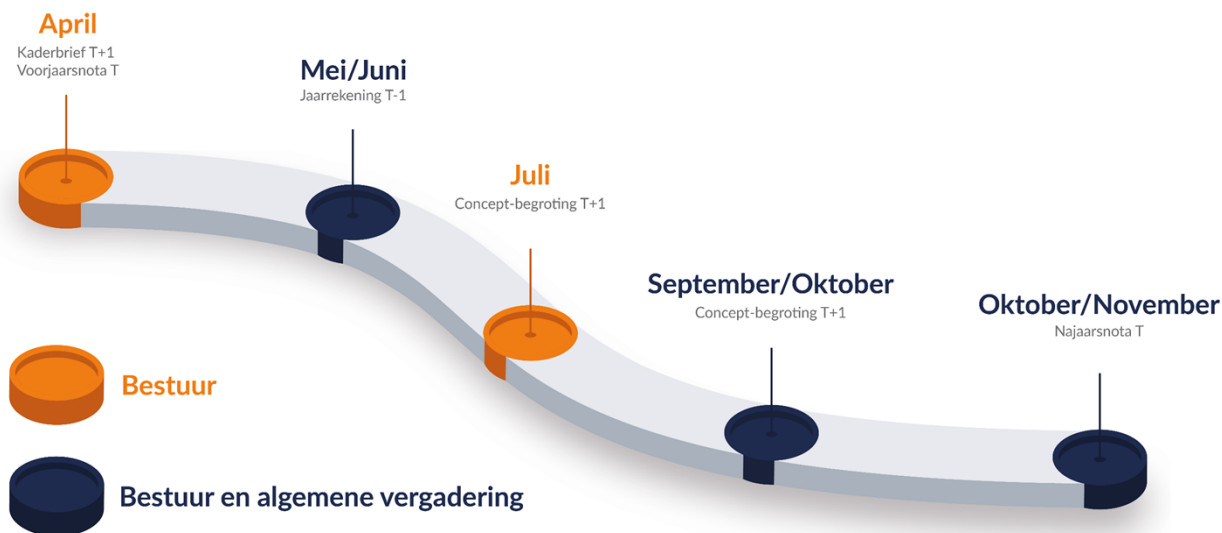 April
Kaderbrief T+1
Voorjaarsnota T
Mei/Juni
Jaarrekening T-1
Juli
Concept-begroting T+1
September/Oktober
Concept-begroting T+1
Oktober/November
Najaarsnota T
Bestuur
Bestuur en algemene vergadering